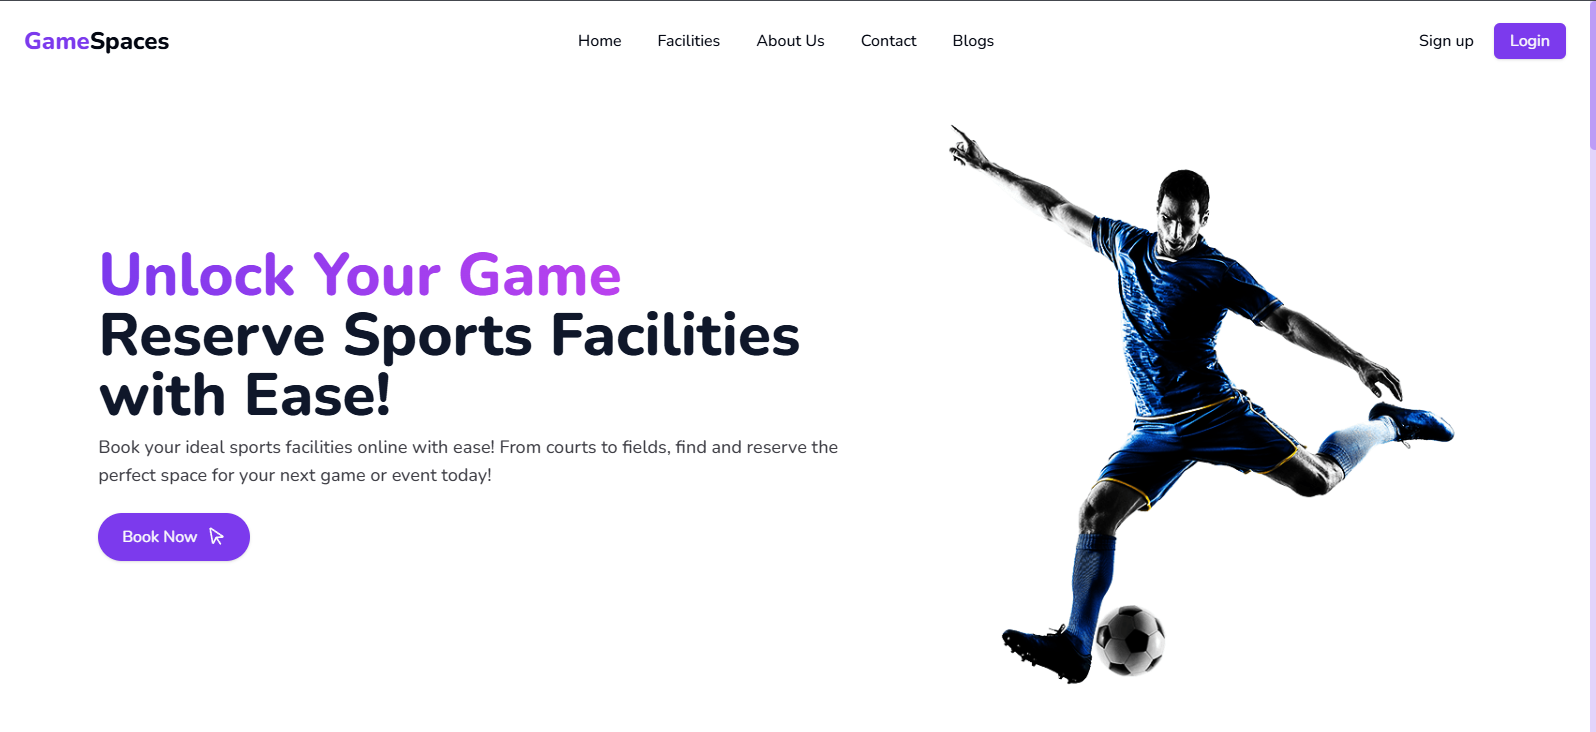 GameSpaces
Home
Facilities
About Us
Contact
Blogs
Sign up
Login
Unlock Your Game
Reserve Sports Facilities
with Ease!
Book your ideal sports facilities online with ease! From courts to fields, find and reserve the
perfect space for your next game or event today!
Book Now